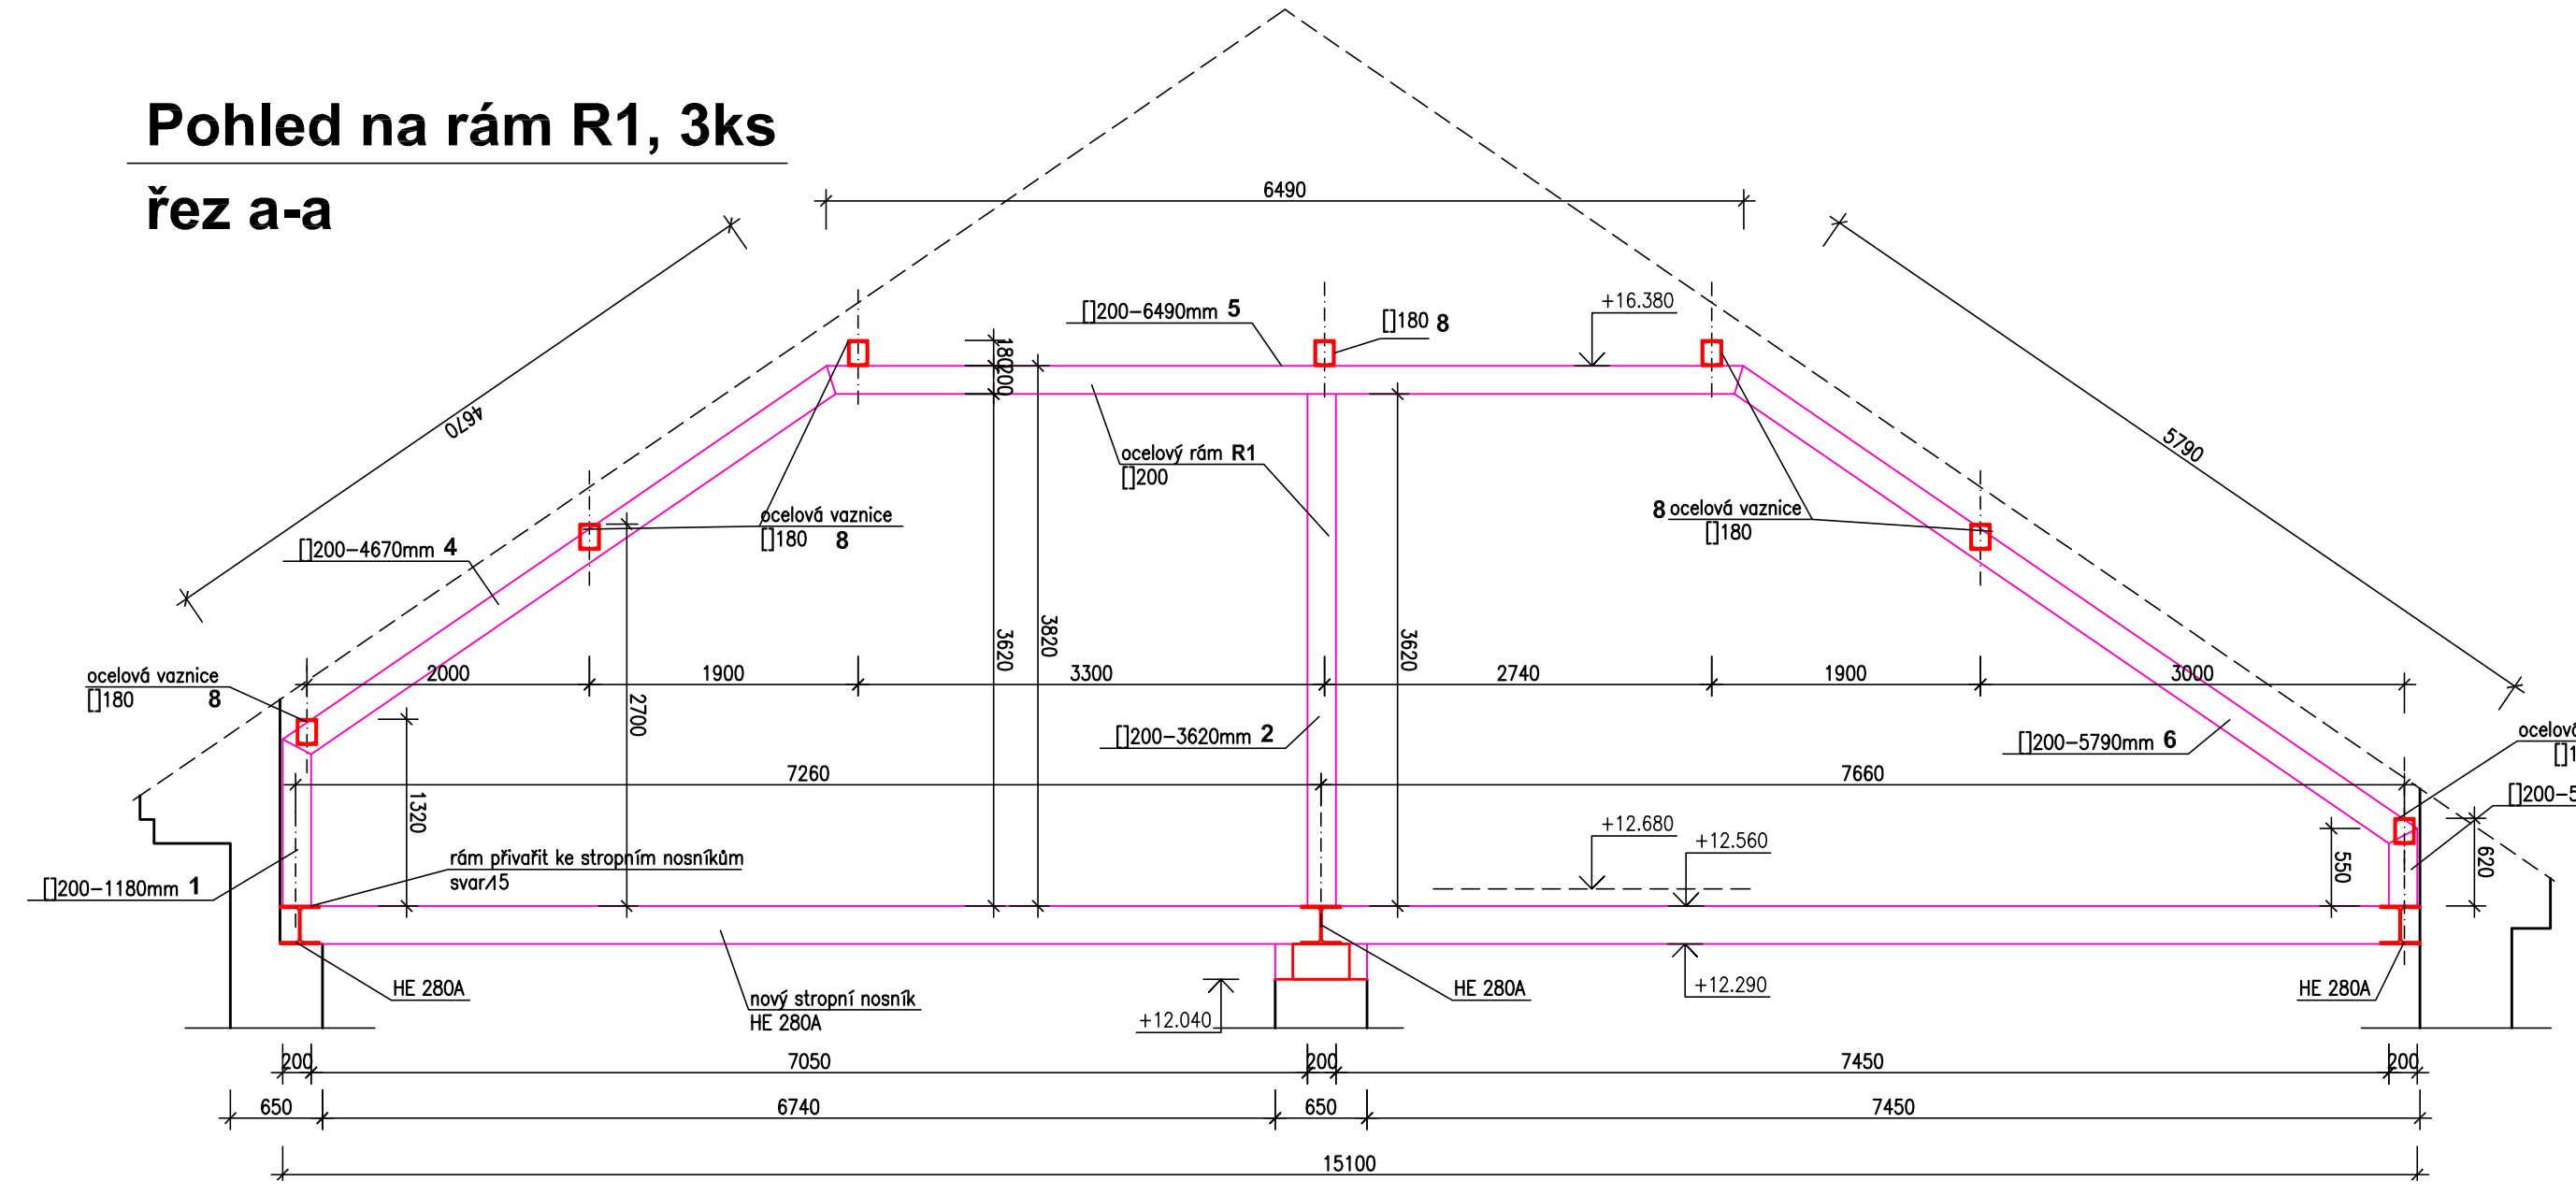 Pohled na rám R1, 3ks
řez a-a
6490
4670
5790
[]200-6490mm 5
[]180 8
+16.380
180
200
ocelový rám R1
[]200
ocelová vaznice
[]180 8
8 ocelová vaznice
[]180
[]200-4670mm 4
3620
3820
3620
2700
ocelová vaznice
[]180 8
2000
1900
3300
2740
1900
3000
[]200-3620mm 2
[]200-5790mm 6
7260
7660
1320
+12.680
+12.560
550
620
rám přivařit ke stropním nosníkům
svar 5
[]200-1180mm 1
HE 280A
nový stropní nosník
HE 280A
+12.040
HE 280A
+12.290
HE 280A
200
7050
200
7450
200
650
6740
650
7450
15100